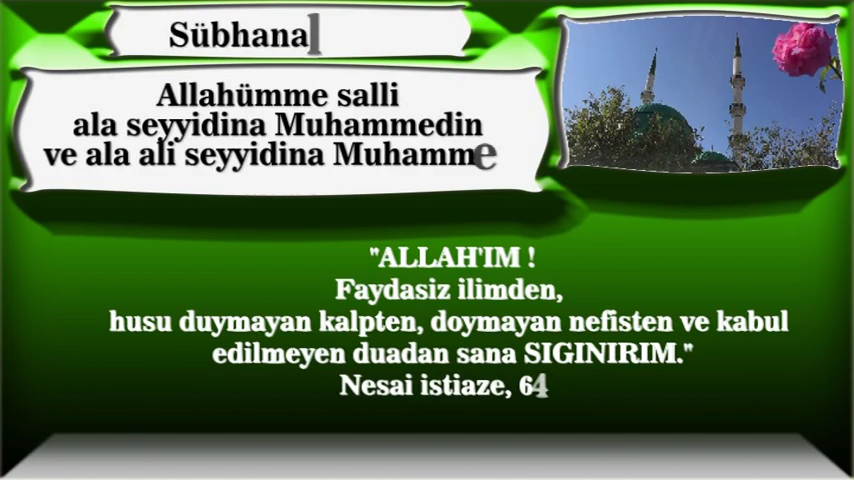 Sübhanal
Allahümme salli
ala seyyidina Muhammedin
ve ala ali seyyidina Muhamme
"ALLAH'IM !
Faydasiz ilimden,
husu duymayan kalpten, doymayan nefisten ve kabul
edilmeyen duadan sana SIGINIRIM."
Nesai istiaze, 64